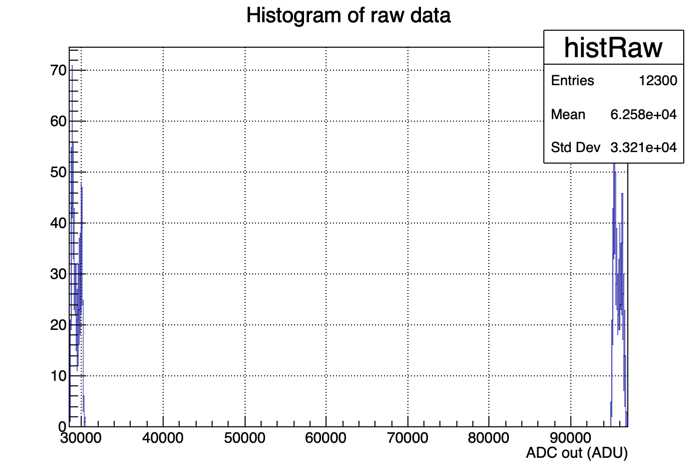 Histogram of raw data
histRaw
Entries 12300
Mean 6.258e+04
Std Dev 3.321e+04
70
60
50
40
30
20
10
0
30000 40000 50000 60000 70000 80000 90000
ADC out (ADU)